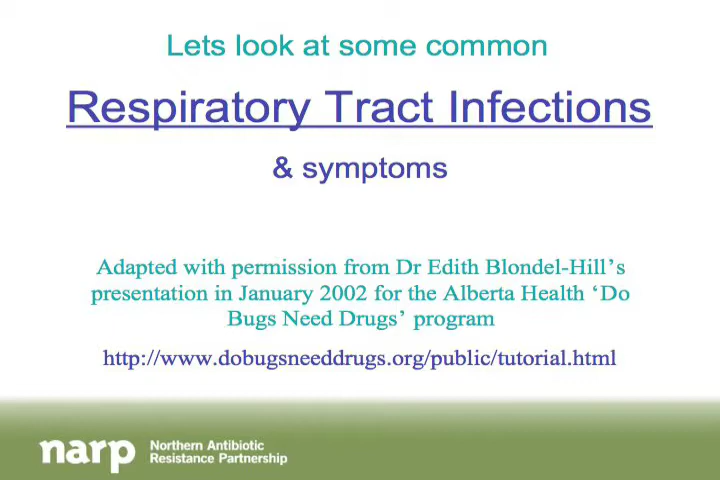 Lets look at some common
Respiratory Tract Infections
& symptoms
Adapted with permission from Dr Edith Blondel-Hill’s
presentation in January 2002 for the Alberta Health ‘Do
Bugs Need Drugs’ program
http://www.dobugsneeddrugs.org/public/tutorial.html
narp
Northern Antibiotic
Resistance Partnership